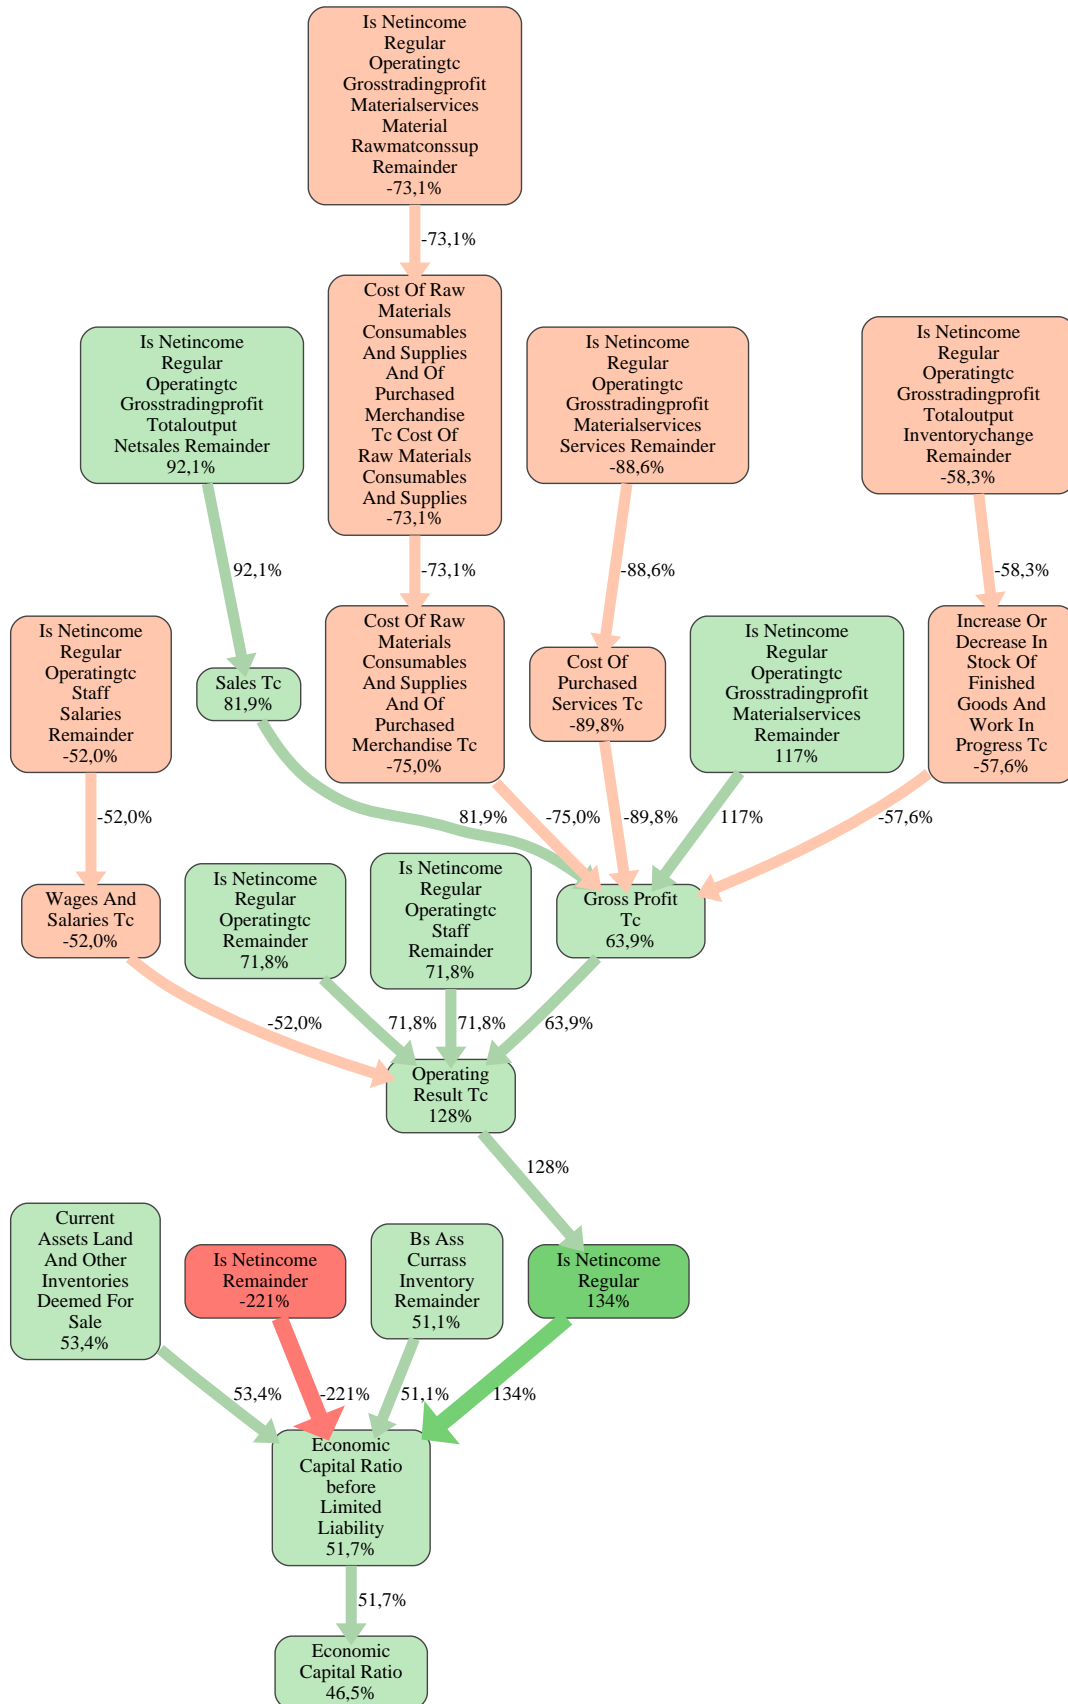 Is Netincome
Regular
Operatingtc
Grosstradingprofit
Materialservices
Material
Rawmatconssup
Remainder
-73,1%
-73,1%
Is Netincome
Regular
Operatingtc
Grosstradingprofit
Totaloutput
Netsales Remainder
92,1%
Cost Of Raw
Materials
Consumables
And Supplies
And Of
Purchased
Merchandise
Tc Cost Of
Raw Materials
Consumables
And Supplies
-73,1%
Is Netincome
Regular
Operatingtc
Grosstradingprofit
Materialservices
Services Remainder
-88,6%
Is Netincome
Regular
Operatingtc
Grosstradingprofit
Totaloutput
Inventorychange
Remainder
-58,3%
92,1%
-73,1%
-88,6%
-58,3%
Is Netincome
Regular
Operatingtc
Staff
Salaries
Remainder
-52,0%
Sales Tc
81,9%
Cost Of Raw
Materials
Consumables
And Supplies
And Of
Purchased
Merchandise Tc
-75,0%
Cost Of
Purchased
Services Tc
-89,8%
Is Netincome
Regular
Operatingtc
Grosstradingprofit
Materialservices
Remainder
117%
Increase Or
Decrease In
Stock Of
Finished
Goods And
Work In
Progress Tc
-57,6%
-52,0%
81,9%
-75,0%
-89,8%
117%
-57,6%
Wages And
Salaries Tc
-52,0%
Is Netincome
Regular
Operatingtc
Remainder
71,8%
Is Netincome
Regular
Operatingtc
Staff
Remainder
71,8%
Gross Profit
Tc
63,9%
-52,0%
71,8%
71,8%
63,9%
Operating
Result Tc
128%
128%
Current
Assets Land
And Other
Inventories
Deemed For
Sale
53,4%
Is Netincome
Remainder
-221%
Bs Ass
Currass
Inventory
Remainder
51,1%
Is Netincome
Regular
134%
53,4%
-221%
51,1%
134%
Economic
Capital Ratio
before
Limited
Liability
51,7%
51,7%
Economic
Capital Ratio
46,5%